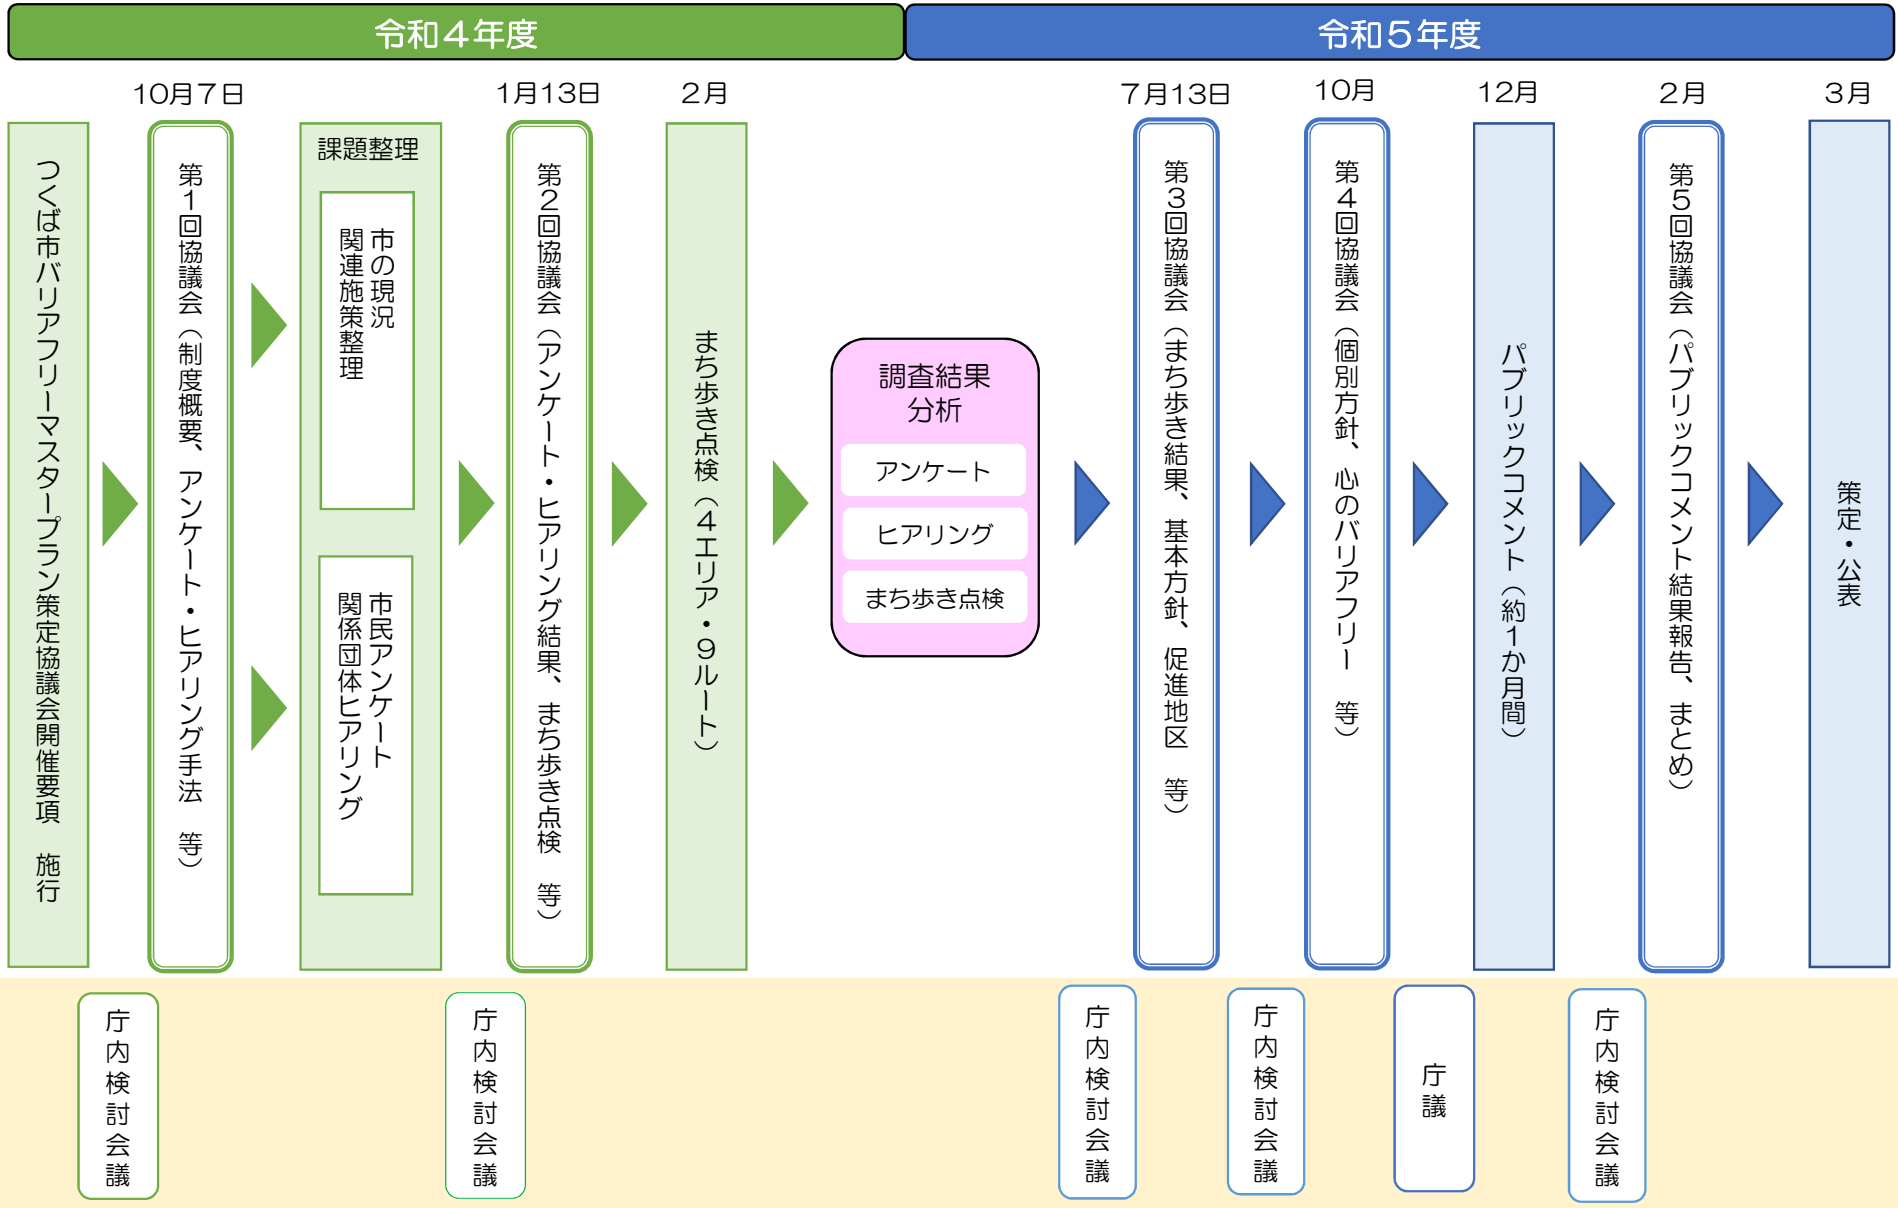 令和４年度
令和５年度
10月７日
1月13日
２月
７月13日
10月
12月
２月
３月
つくば市バリアフリーマスタープラン策定協議会開催要項　施行
第１回協議会（制度概要、アンケート・ヒアリング手法　等）
課題整理
市の現況
関連施策整理
市民アンケート
関係団体ヒアリング
第２回協議会（アンケート・ヒアリング結果、まち歩き点検　等）
まち歩き点検（４エリア・９ルート）
調査結果
分析
アンケート
ヒアリング
まち歩き点検
第３回協議会（まち歩き結果、基本方針、促進地区　等）
第４回協議会（個別方針、心のバリアフリー　等）
パブリックコメント（約１か月間）
第５回協議会（パブリックコメント結果報告、まとめ）
策定・公表
庁内検討会議
庁内検討会議
庁内検討会議
庁内検討会議
庁議
庁内検討会議